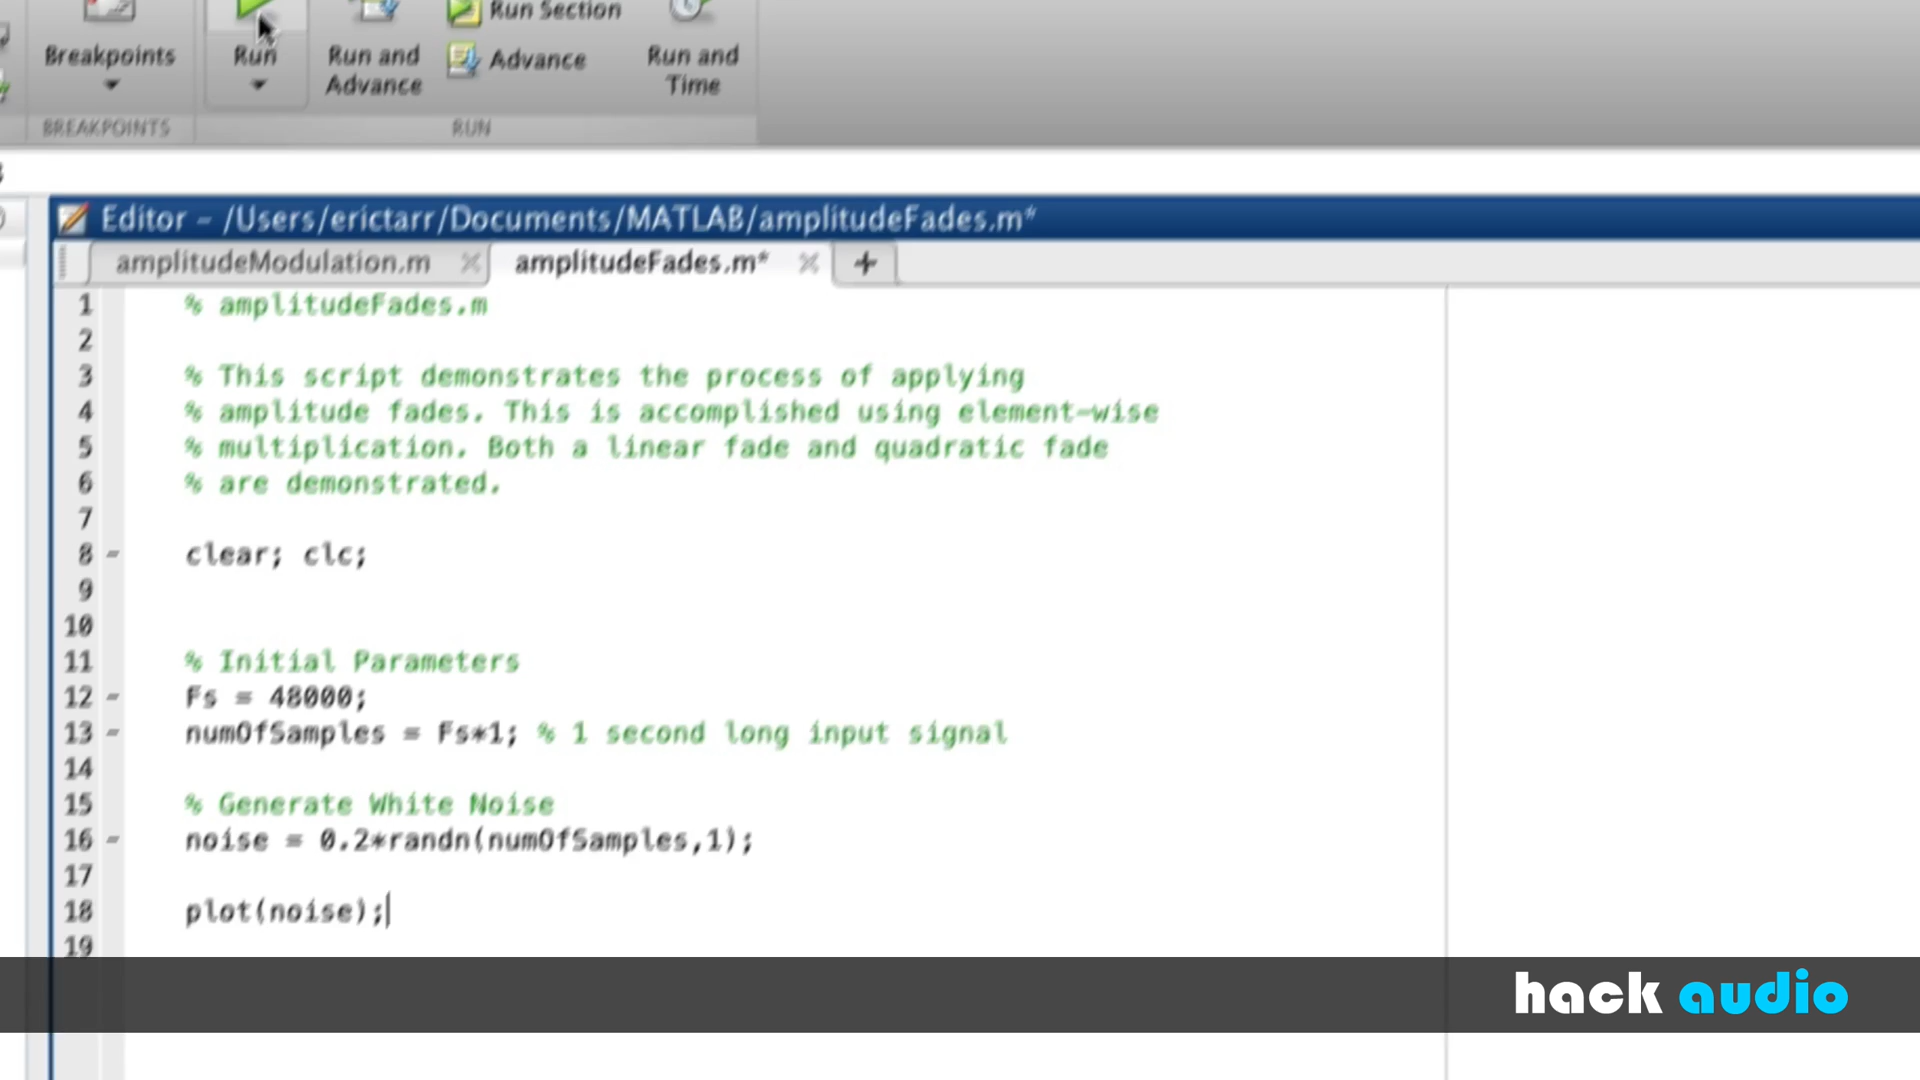 Run Section
Breakpoints
Run
Run and Advance
Advance
Run and Time
BREAKPOINTS
RUN
Editor - /Users/erictarr/Documents/MATLAB/amplitudeFades.m*
amplitudeModulation.m
amplitudeFades.m*
1 % amplitudeFades.m
2
3 % This script demonstrates the process of applying
4 % amplitude fades. This is accomplished using element-wise
5 % multiplication. Both a linear fade and quadratic fade
6 % are demonstrated.
7
8 - clear; clc;
9
10
11 % Initial Parameters
12 - Fs = 48000;
13 - numOfSamples = Fs*1; % 1 second long input signal
14
15 % Generate White Noise
16 - noise = 0.2*randn(numOfSamples,1);
17
18 plot(noise);
19
hack audio